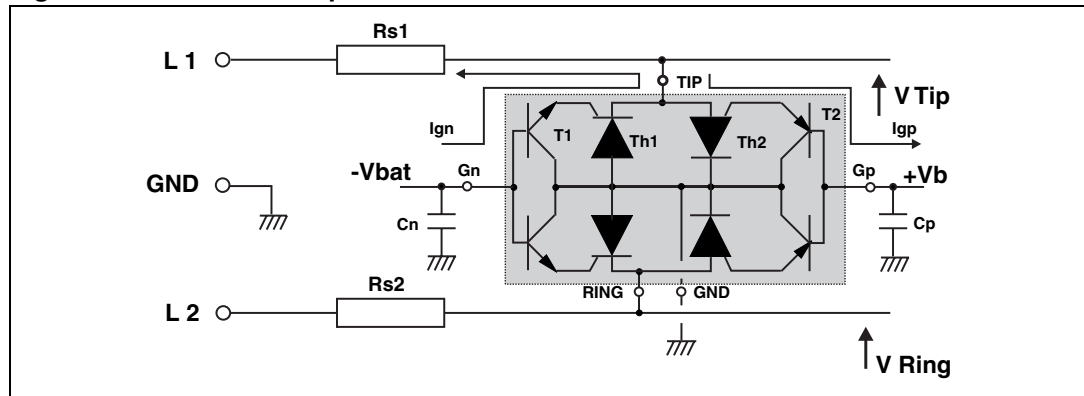 Rs1
L 1
TIP
V Tip
T1
T2
Ign
Th1
Th2
Igp
-Vbat
Gn
Gp
+Vb
GND
Cn
Cp
Rs2
RING
GND
L 2
V Ring